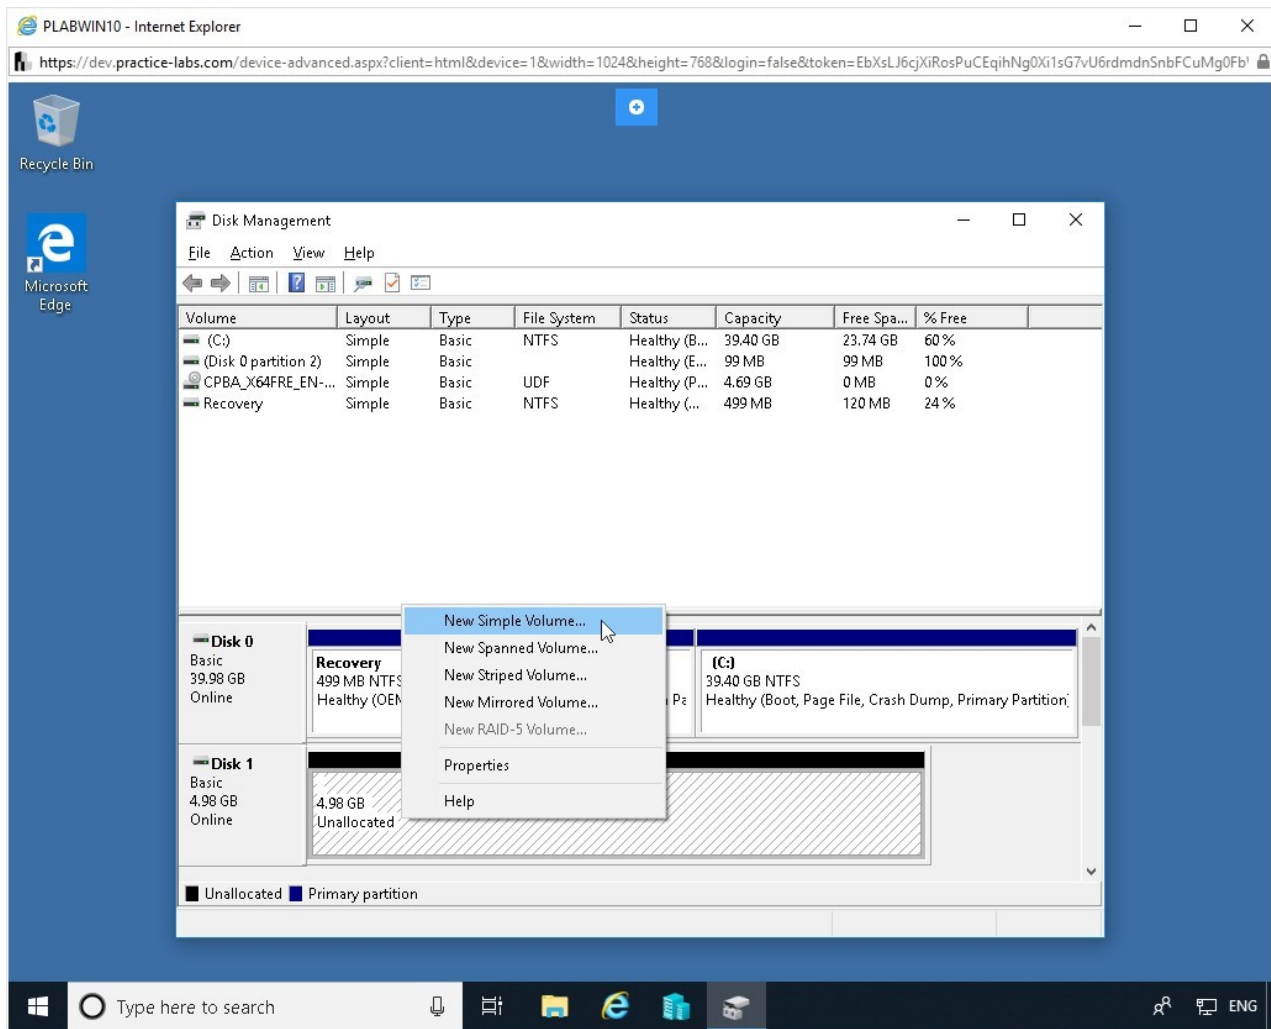 PLABWIN10 - Internet Explorer
https://dev.practice-labs.com/device-advanced.aspx?client=html&device=1&width=1024&height=768&login=false&token=EbXsLJ6cjXiRosPuCEqihNg0Xi1sG7vU6rdmdnSnbFCuMg0Fb
Recycle Bin
Microsoft
Edge
Disk Management
File Action View Help
Volume Layout Type File System Status Capacity Free Spa... % Free
(C:) Simple Basic NTFS Healthy (B... 39.40 GB 23.74 GB 60 %
(Disk 0 partition 2) Simple Basic Healthy (E... 99 MB 99 MB 100 %
CPBA_X64FRE_EN-... Simple Basic UDF Healthy (P... 4.69 GB 0 MB 0 %
Recovery Simple Basic NTFS Healthy (... 499 MB 120 MB 24 %
New Simple Volume...
New Spanned Volume...
New Striped Volume...
New Mirrored Volume...
New RAID-5 Volume...
Properties
Help
Disk 0
Basic
39.98 GB
Online
Recovery
499 MB NTFS
Healthy (OEM
(C:)
39.40 GB NTFS
Healthy (Boot, Page File, Crash Dump, Primary Partition)
Disk 1
Basic
4.98 GB
Online
4.98 GB
Unallocated
Unallocated Primary partition
Type here to search
ENG